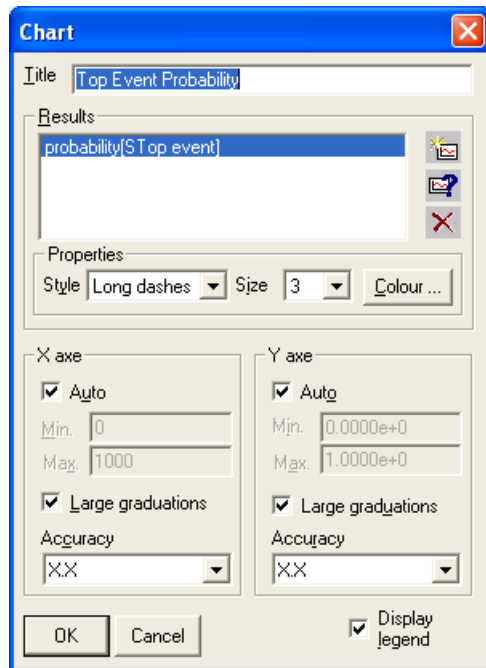 Chart
Title Top Event Probability
Results
probability[STop event]
Properties
Style Long dashes Size 3 Colour ...
X axe
Auto
Min. 0
Max. 1000
Large graduations
Accuracy
X.X
Y axe
Auto
Min. 0.0000e+0
Max. 1.0000e+0
Large graduations
Accuracy
X.X
OK Cancel
Display
legend